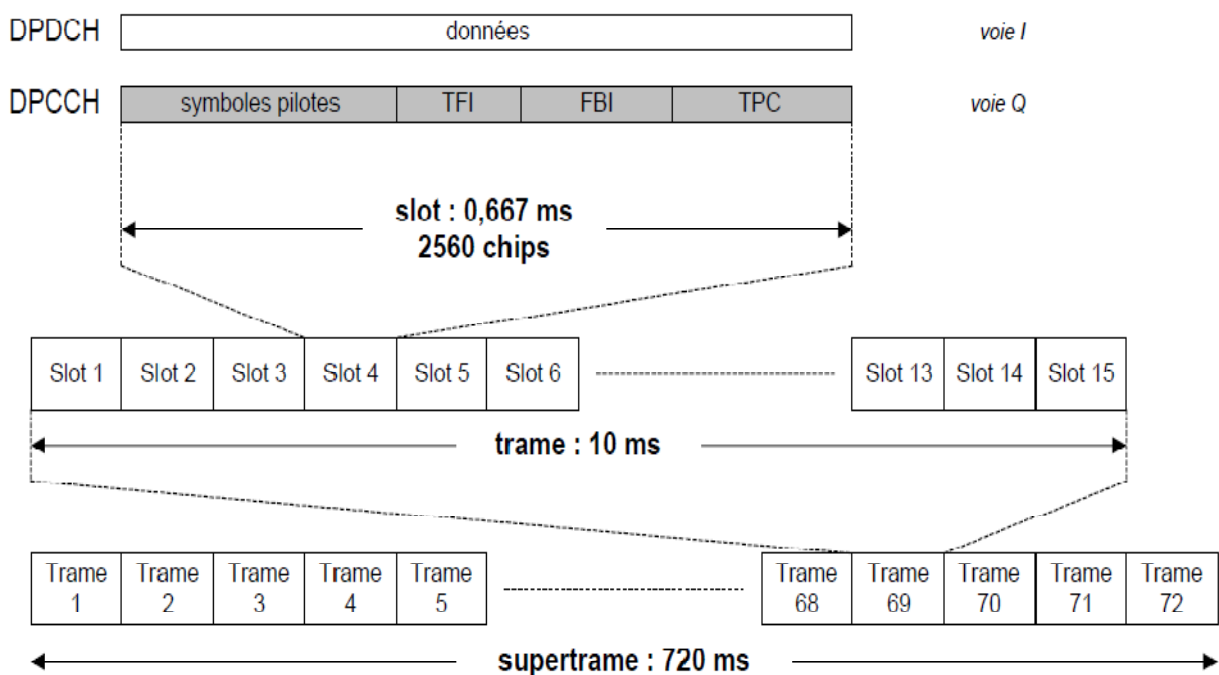 DPDCH données voie I
DPCCH symboles pilotes TFI FBI TPC voie Q
slot : 0,667 ms
2560 chips
Slot 1 Slot 2 Slot 3 Slot 4 Slot 5 Slot 6 Slot 13 Slot 14 Slot 15
trame : 10 ms
Trame Trame Trame Trame Trame Trame Trame Trame Trame Trame
1 2 3 4 5 68 69 70 71 72
supertrame : 720 ms